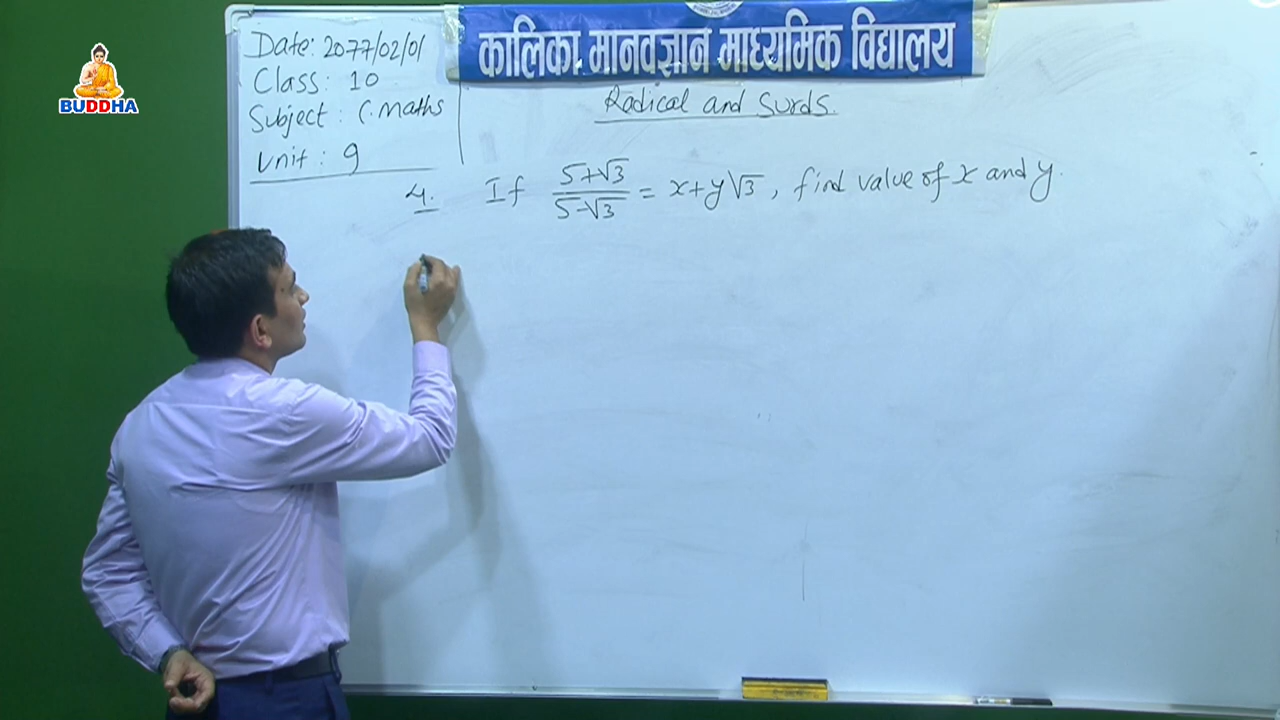 BUDDHA
कालिका मानवज्ञान माध्यमिक विद्यालय
Date: 2077/02/01
Class: 10
Subject: C. Maths
Unit: 9
Radical and Surds.
4. If (5+√3)/(5-√3) = x+y√3, find value of x and y.